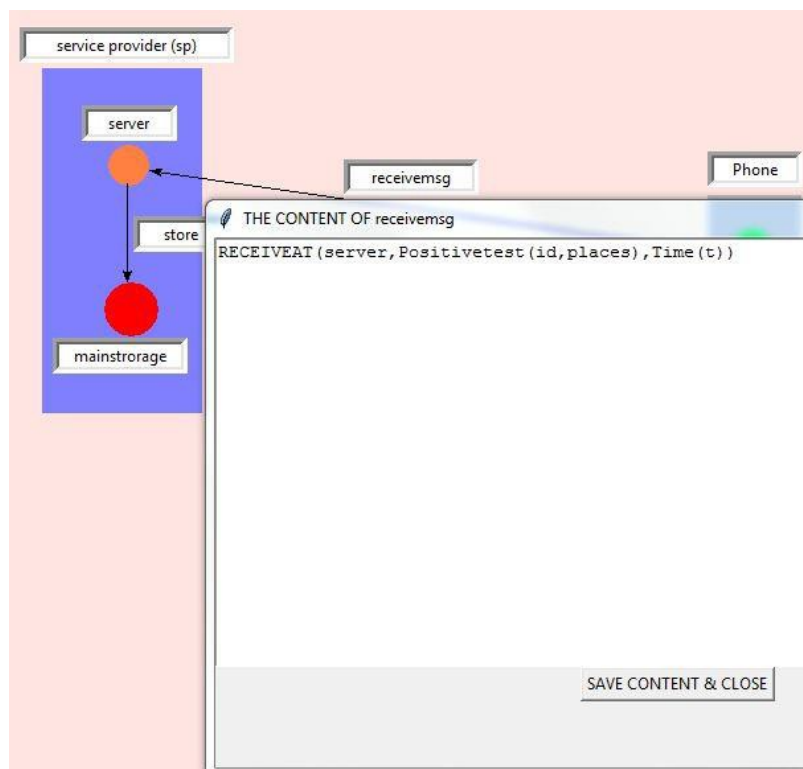 service provider (sp)
server
receivemsg
Phone
store
THE CONTENT OF receivemsg
RECEIVEAT(server,Positivetest(id,places),Time(t))
mainstrorage
SAVE CONTENT & CLOSE